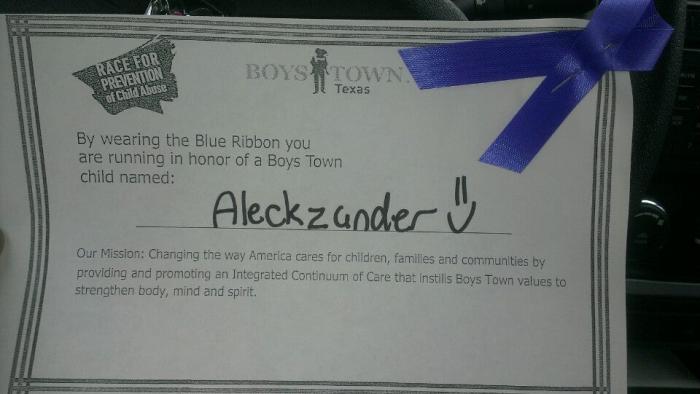 RACE FOR
PREVENTION
of Child Abuse
BOYS TOWN.
Texas
By wearing the Blue Ribbon you
are running in honor of a Boys Town
child named:
Aleckzander
Our Mission: Changing the way America cares for children, families and communities by
providing and promoting an Integrated Continuum of Care that instills Boys Town values to
strengthen body, mind and spirit.